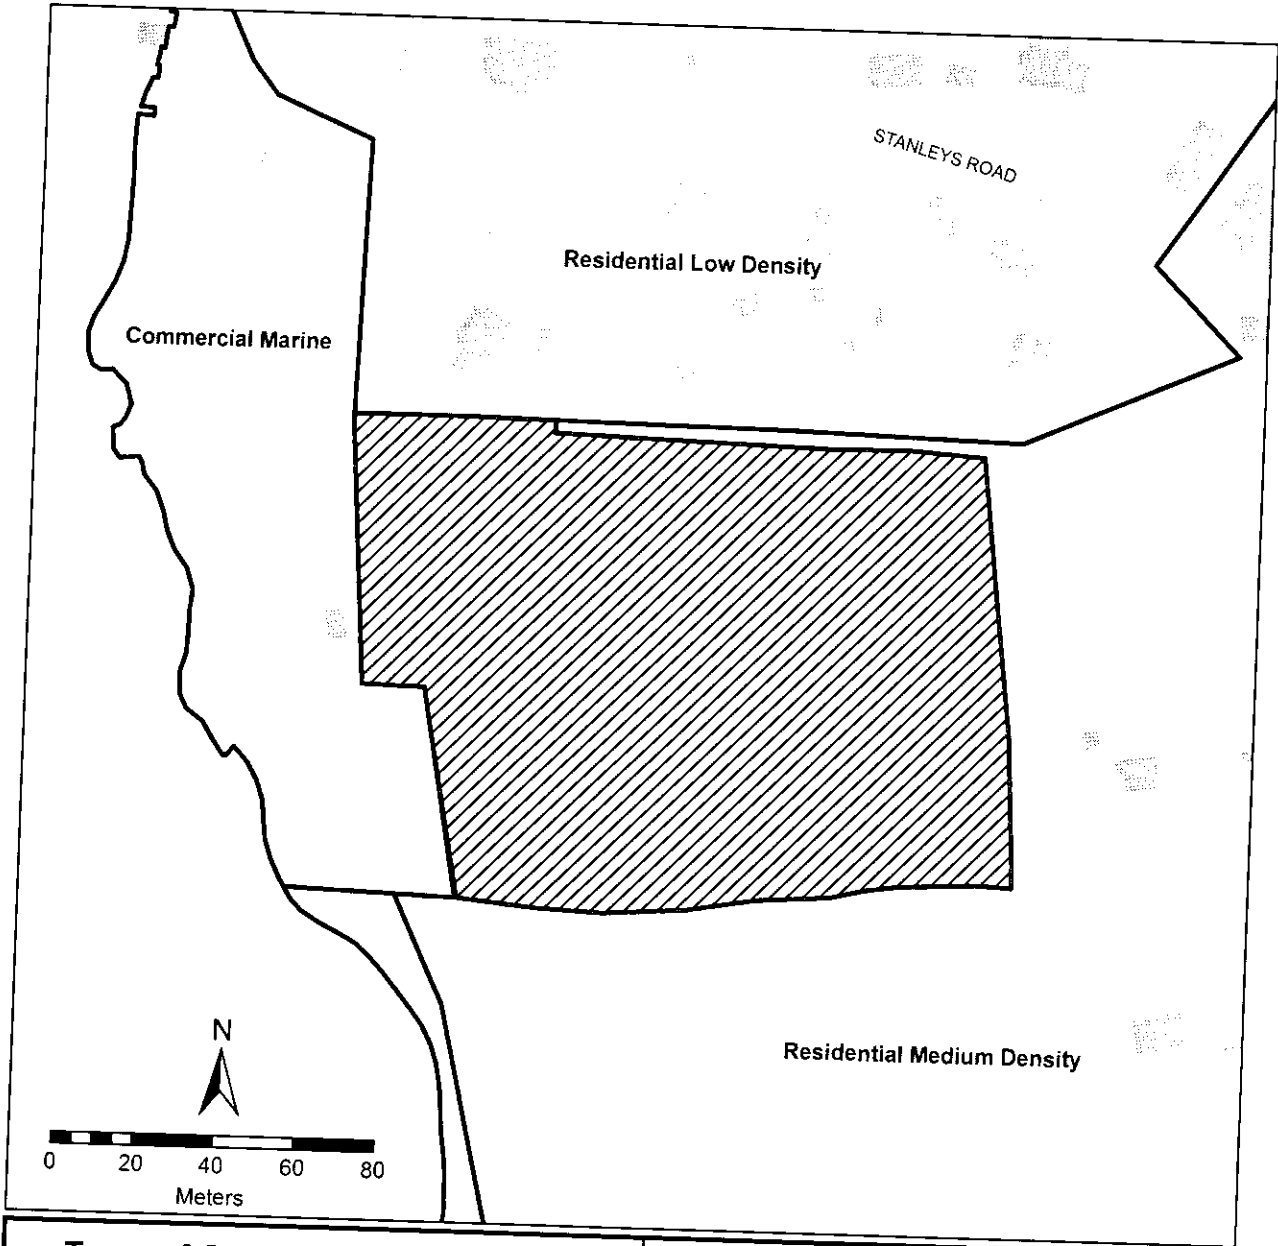 STANLEYS ROAD
Residential Low Density
Commercial Marine
Residential Medium Density
N
0 20 40 60 80
Meters